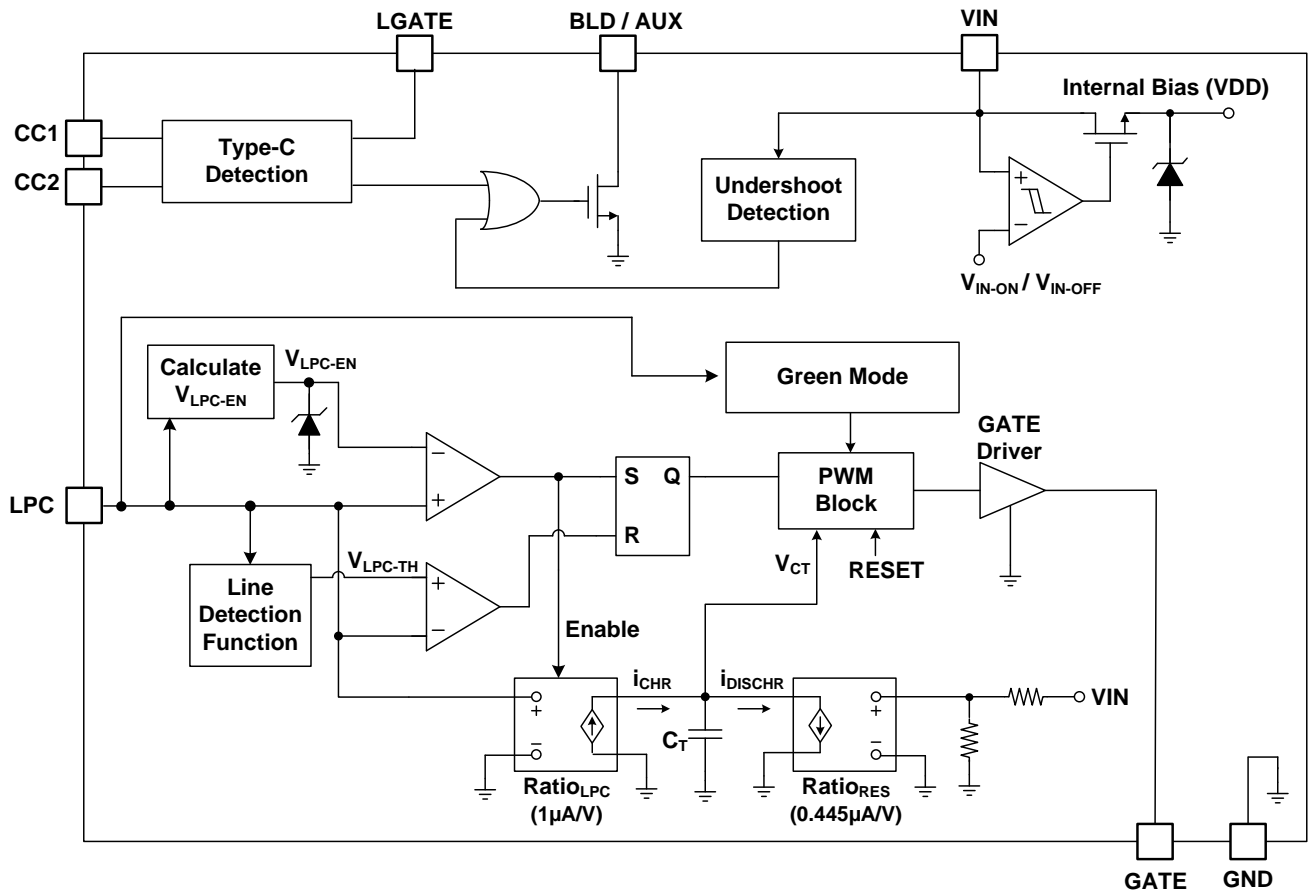 LGATE
BLD / AUX
VIN
Internal Bias (VDD)
CC1
CC2
Type-C
Detection
Undershoot
Detection
+
−
VIN-ON / VIN-OFF
Calculate
VLPC-EN
VLPC-EN
Green Mode
GATE
Driver
−
+
S Q
R
PWM
Block
LPC
VLPC-TH
+
−
VCT
RESET
Line
Detection
Function
Enable
iCHR
iDISCHR
+
−
CT
+
−
VIN
RatioLPC
(1µA/V)
RatioRES
(0.445µA/V)
GATE
GND